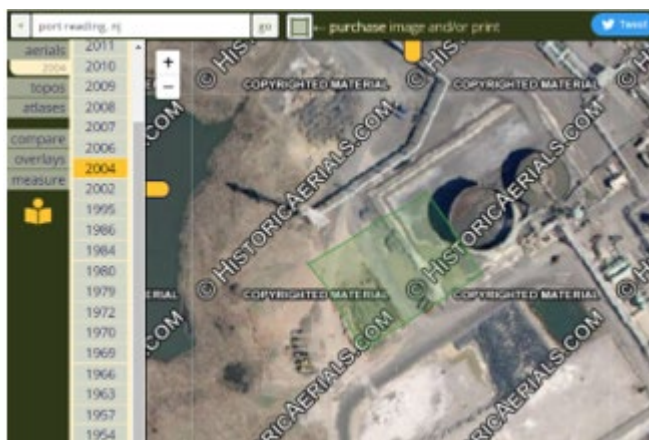 port reading, nj
go
purchase image and/or print
Tweet
aerials
2004
topos
atlases
compare
overlays
measure
2011
2010
2009
2008
2007
2006
2004
2002
1995
1986
1984
1980
1979
1972
1970
1969
1966
1963
1957
1954
+
−
© HISTORICAERIALS.COM
COPYRIGHTED MATERIAL
COPYRIGHTED MATERIAL
© HISTORICAERIALS.COM
© HISTORICAERIALS.COM
COPYRIGHTED MATERIAL
COPYRIGHTED MATERIAL